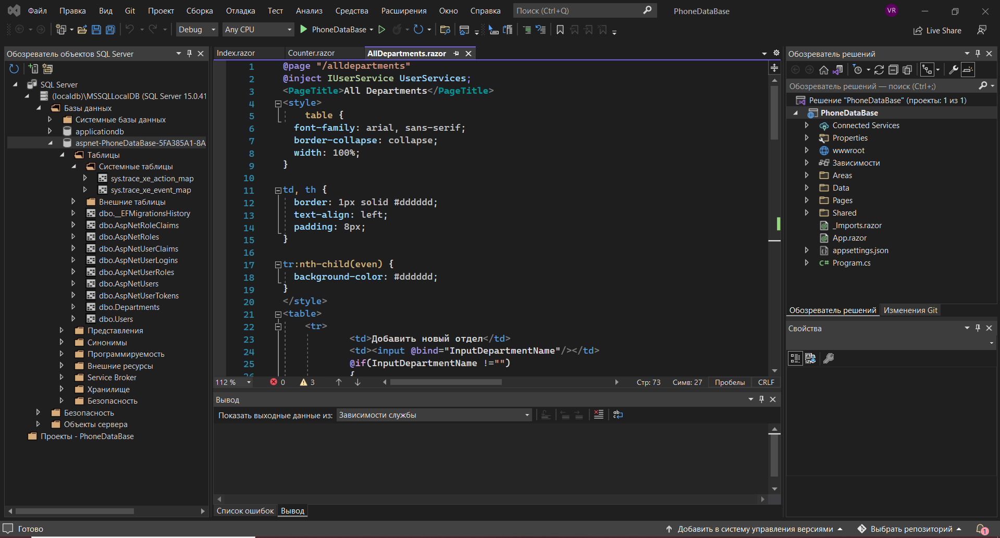 Файл Правка Вид Git Проект Сборка Отладка Тест Анализ Средства Расширения Окно Справка Поиск (Ctrl+Q) PhoneDataBase VR
Debug Any CPU PhoneDataBase Live Share
Обозреватель объектов SQL Server
SQL Server
(localdb)\MSSQLLocalDB (SQL Server 15.0.41
Базы данных
Системные базы данных
applicationdb
aspnet-PhoneDataBase-5FA385A1-8A
Таблицы
Системные таблицы
sys.trace_xe_action_map
sys.trace_xe_event_map
Внешние таблицы
dbo.__EFMigrationsHistory
dbo.AspNetRoleClaims
dbo.AspNetRoles
dbo.AspNetUserClaims
dbo.AspNetUserLogins
dbo.AspNetUserRoles
dbo.AspNetUsers
dbo.AspNetUserTokens
dbo.Departments
dbo.Users
Представления
Синонимы
Программируемость
Внешние ресурсы
Service Broker
Хранилище
Безопасность
Безопасность
Объекты сервера
Проекты - PhoneDataBase
Index.razor Counter.razor AllDepartments.razor
1 @page "/alldepartments"
2 @inject IUserService UserServices;
3 <PageTitle>All Departments</PageTitle>
4 <style>
5 table {
6 font-family: arial, sans-serif;
7 border-collapse: collapse;
8 width: 100%;
9 }
10
11 td, th {
12 border: 1px solid #dddddd;
13 text-align: left;
14 padding: 8px;
15 }
16
17 tr:nth-child(even) {
18 background-color: #dddddd;
19 }
20 </style>
21 <table>
22 <tr>
23 <td>Добавить новый отдел</td>
24 <td><input @bind="InputDepartmentName"/></td>
25 @if(InputDepartmentName !="")
26 {
112 % 0 3 Стр: 73 Симв: 27 Пробелы CRLF
Вывод
Показать выходные данные из: Зависимости службы
Список ошибок Вывод
Обозреватель решений
Обозреватель решений — поиск (Ctrl+;)
Решение "PhoneDataBase" (проекты: 1 из 1)
PhoneDataBase
Connected Services
Properties
wwwroot
Зависимости
Areas
Data
Pages
Shared
_Imports.razor
App.razor
appsettings.json
C# Program.cs
Обозреватель решений Изменения Git
Свойства
Готово Добавить в систему управления версиями Выбрать репозиторий 1